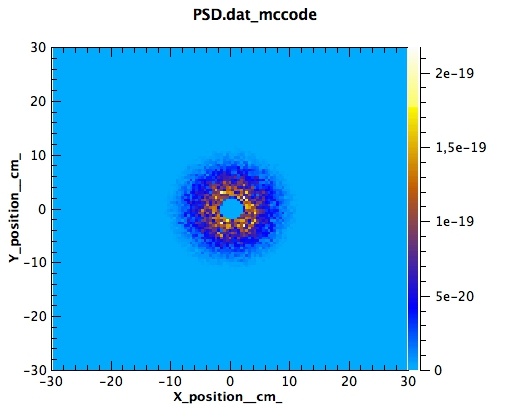 PSD.dat_mccode
30
20
10
0
-10
-20
-30
Y_position__cm_
-30
-20
-10
0
10
20
30
X_position__cm_
2e-19
1,5e-19
1e-19
5e-20
0